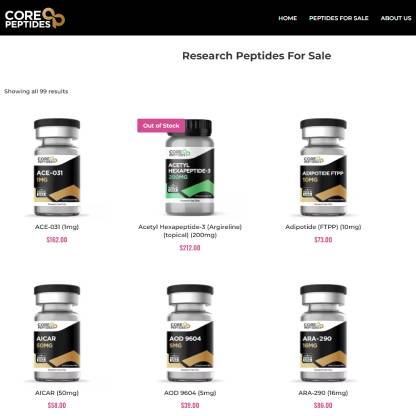 CORE
PEPTIDES
HOME PEPTIDES FOR SALE ABOUT US
Research Peptides For Sale
Showing all 99 results
Out of Stock
CORE
PEPTIDES
ACE-031
1MG
CORE
PEPTIDES
ACETYL
HEXAPEPTIDE-3
200MG
CORE
PEPTIDES
ADIPOTIDE FTPP
10MG
ACE-031 (1mg)
$162.00
Acetyl Hexapeptide-3 (Argireline)
(topical) (200mg)
$212.00
Adipotide (FTPP) (10mg)
$73.00
CORE
PEPTIDES
AICAR
50MG
CORE
PEPTIDES
AOD 9604
5MG
CORE
PEPTIDES
ARA-290
16MG
AICAR (50mg)
$58.00
AOD 9604 (5mg)
$39.00
ARA-290 (16mg)
$86.00